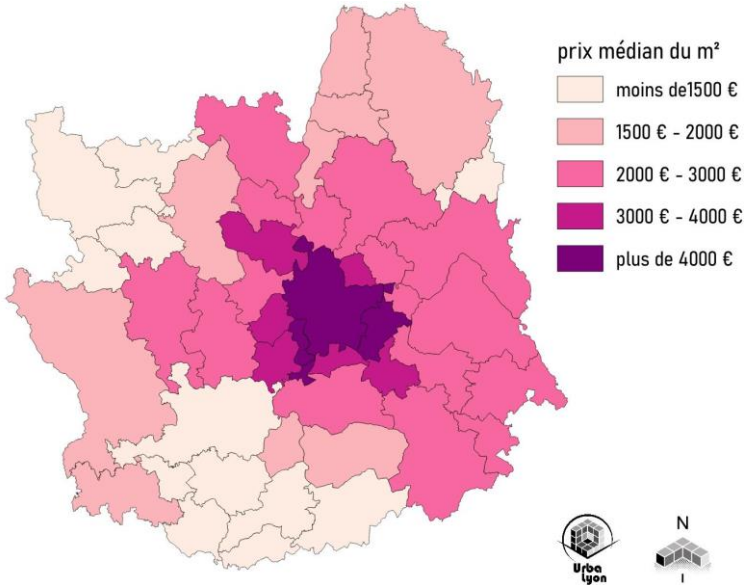 prix médian du m²
moins de1500 €
1500 € - 2000 €
2000 € - 3000 €
3000 € - 4000 €
plus de 4000 €
N
Urba
Lyon